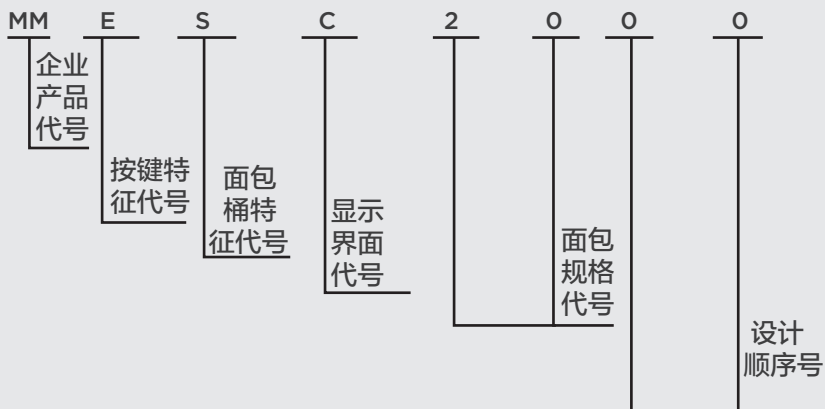 MM E S C 2 0 0 0
企业
产品
代号
按键特
征代号
面包
桶特
征代号
显示
界面
代号
面包
规格
代号
设计
顺序号